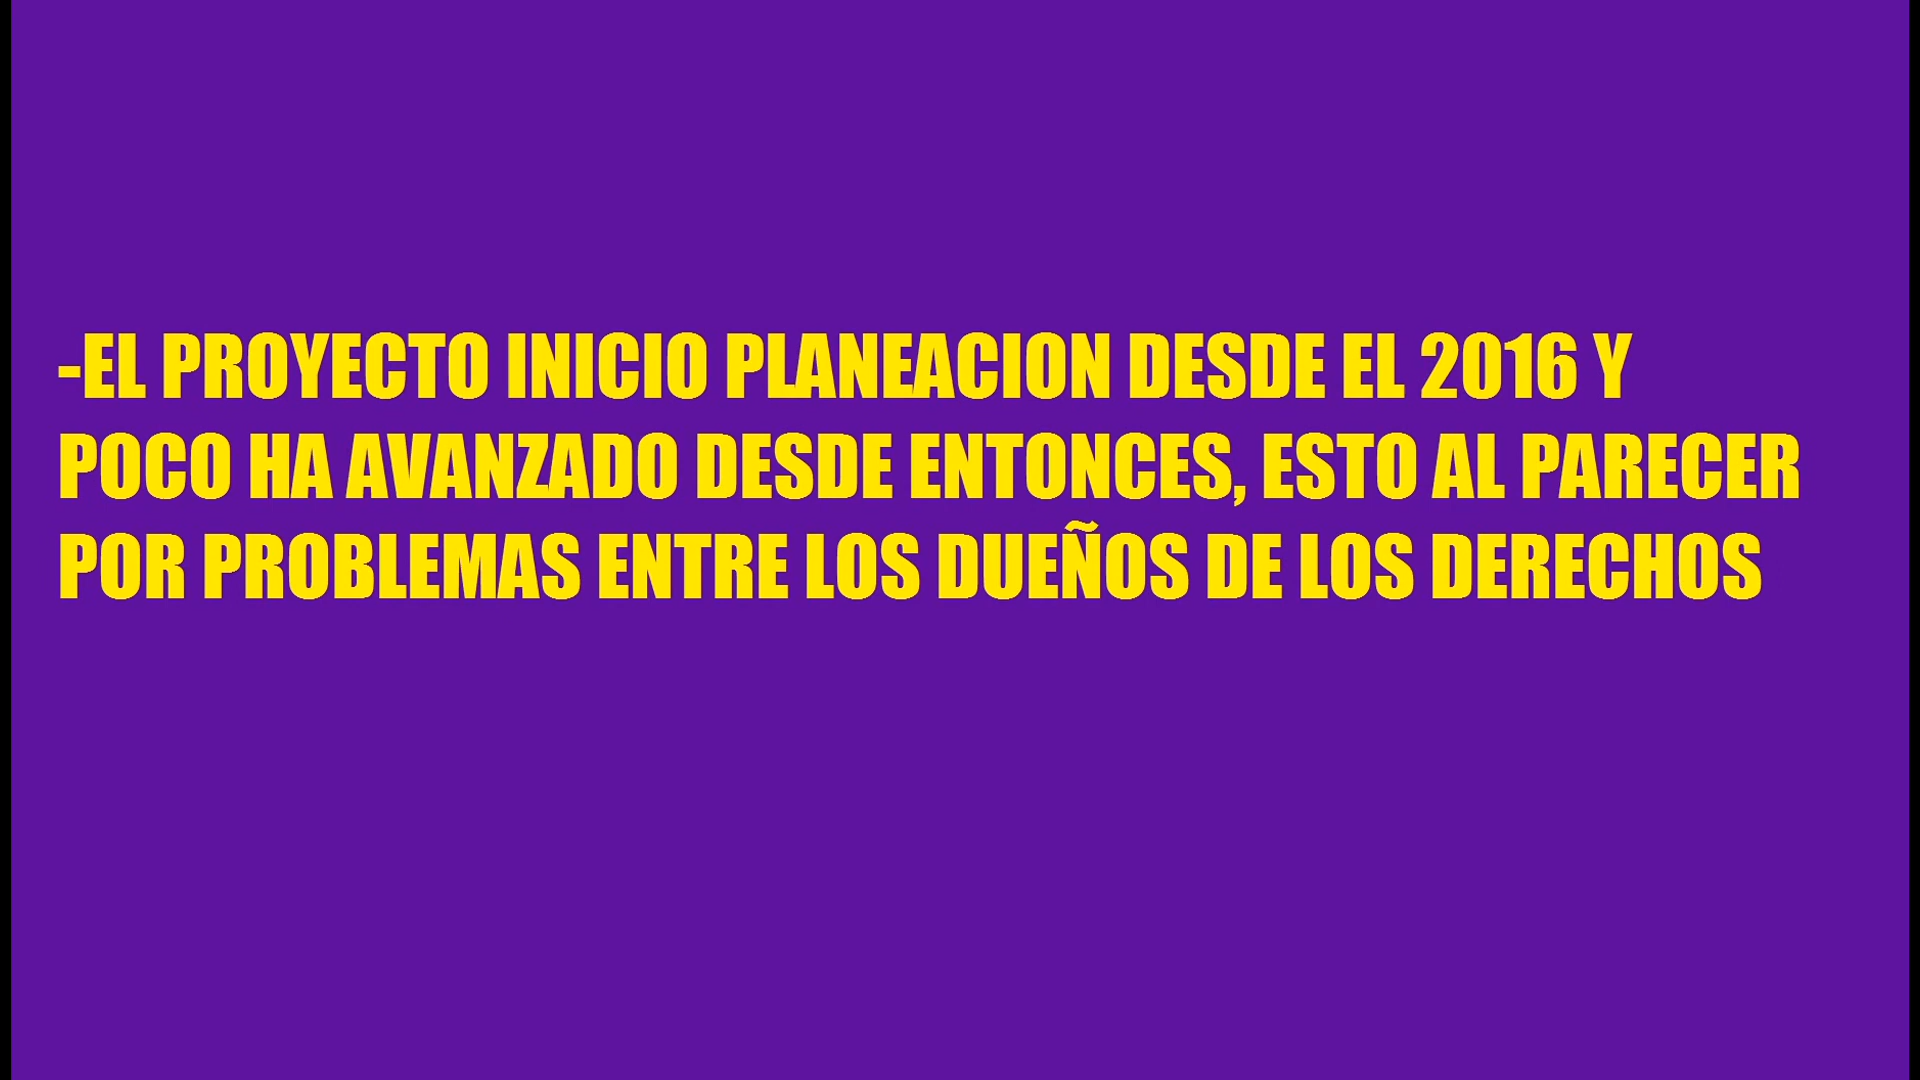 -EL PROYECTO INICIO PLANEACION DESDE EL 2016 Y
POCO HA AVANZADO DESDE ENTONCES, ESTO AL PARECER
POR PROBLEMAS ENTRE LOS DUEÑOS DE LOS DERECHOS